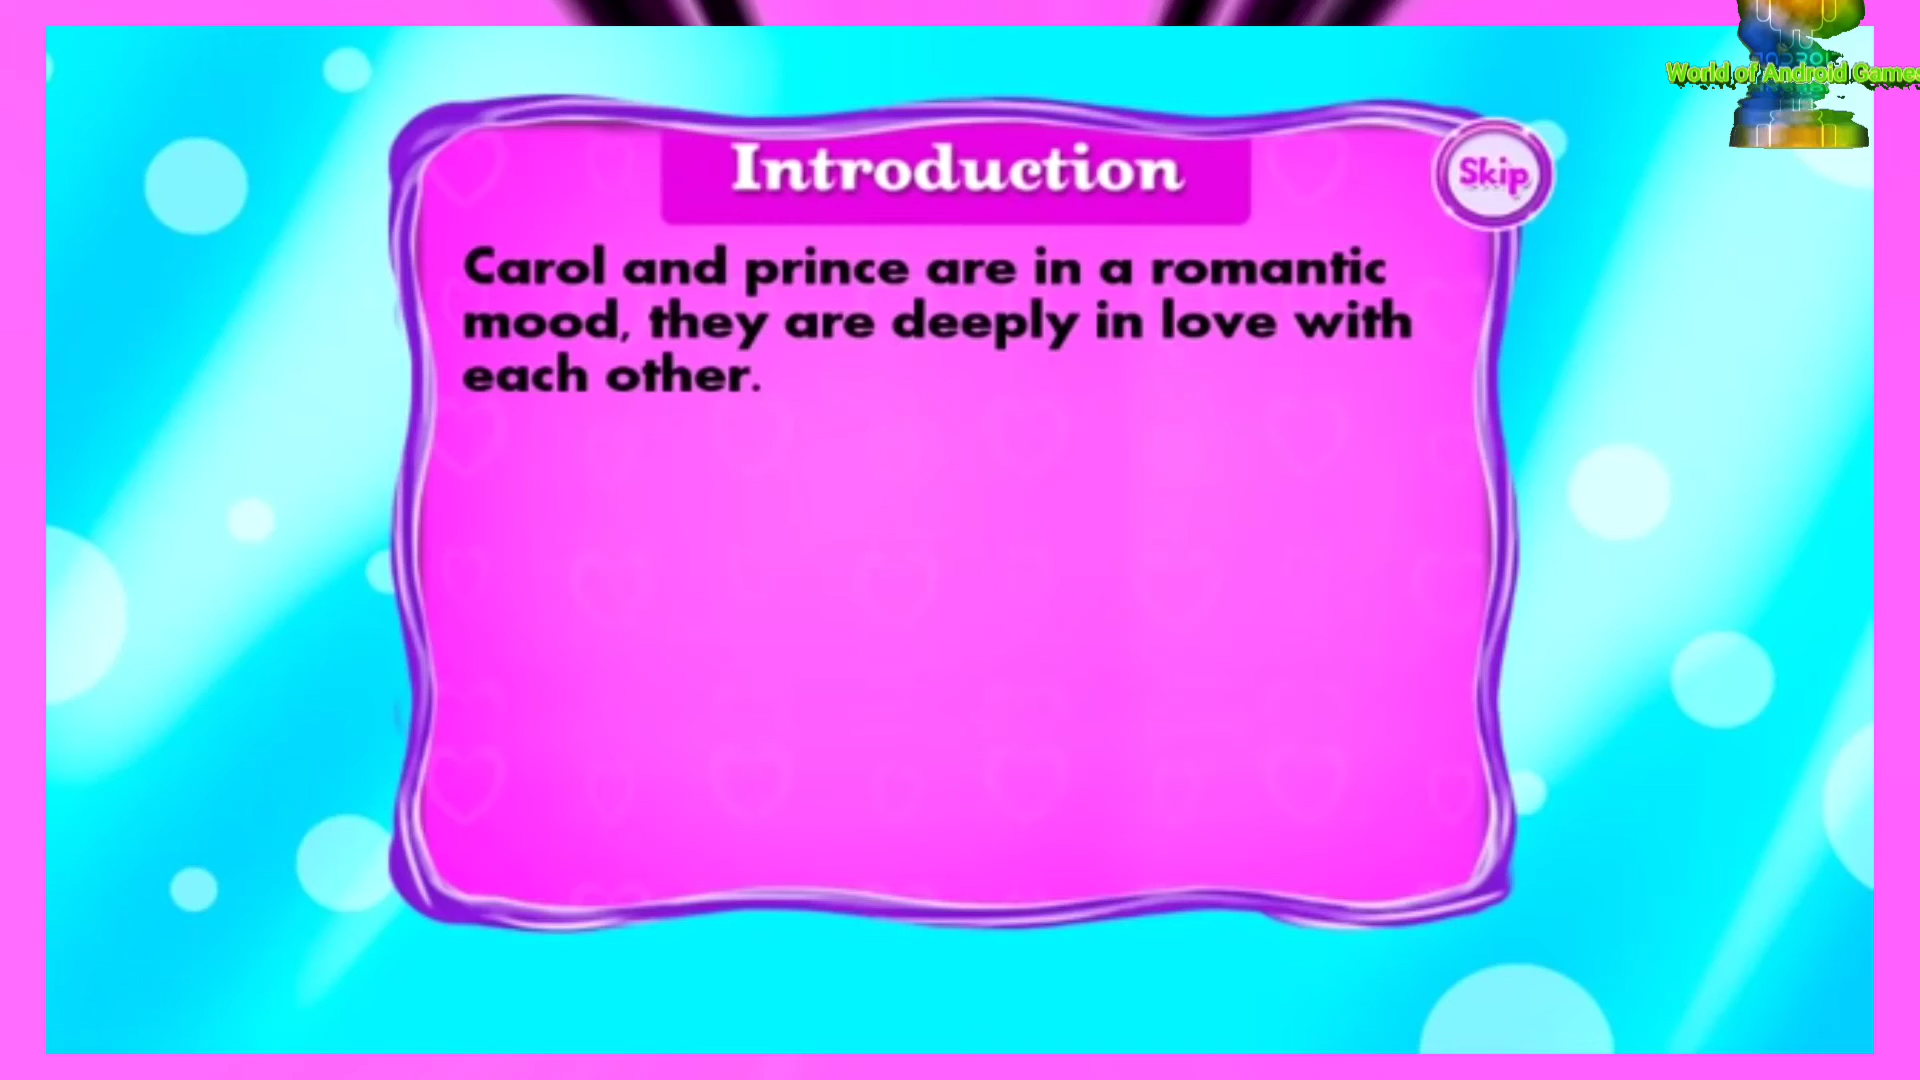 World of Android Games
Introduction
Skip
Carol and prince are in a romantic
mood, they are deeply in love with
each other.